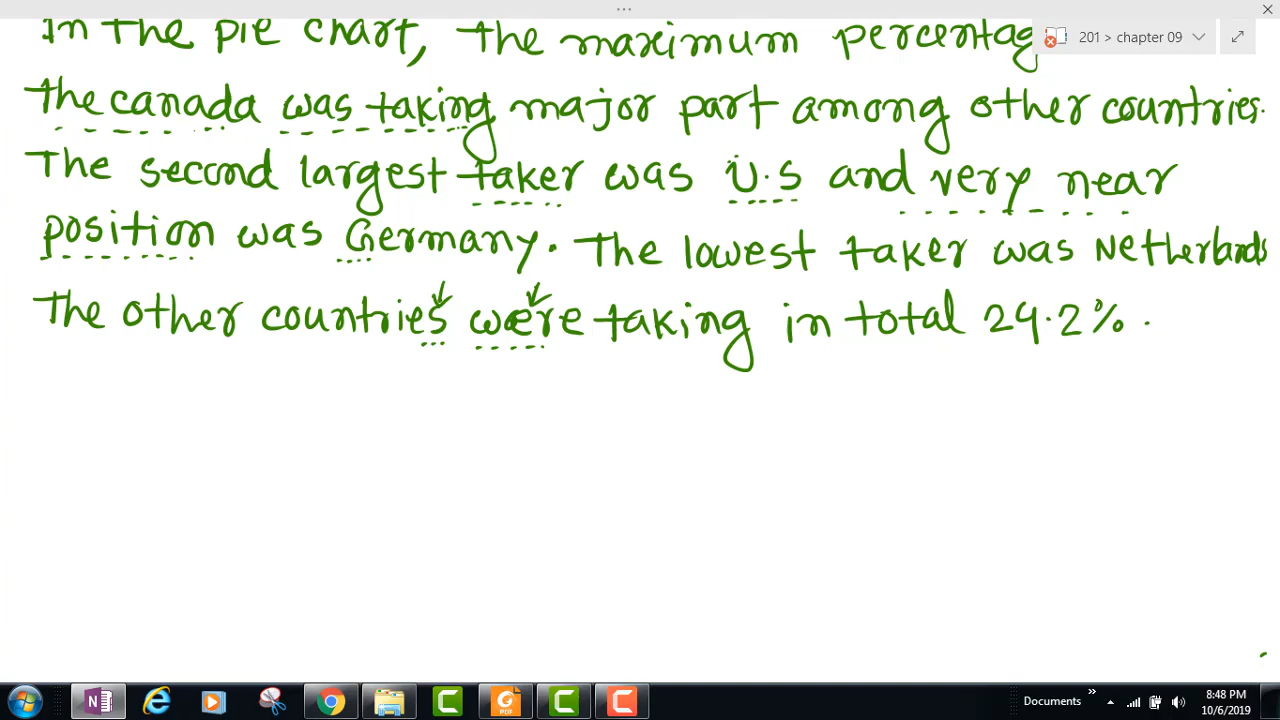 In the pie chart, the maximum percentag
201 > chapter 09
the canada was taking major part among other countries.
The second largest taker was U.S and very near
position was Germany. The lowest taker was Netherlands
The other countries were taking in total 24.2%.
Documents
8:48 PM
10/6/2019